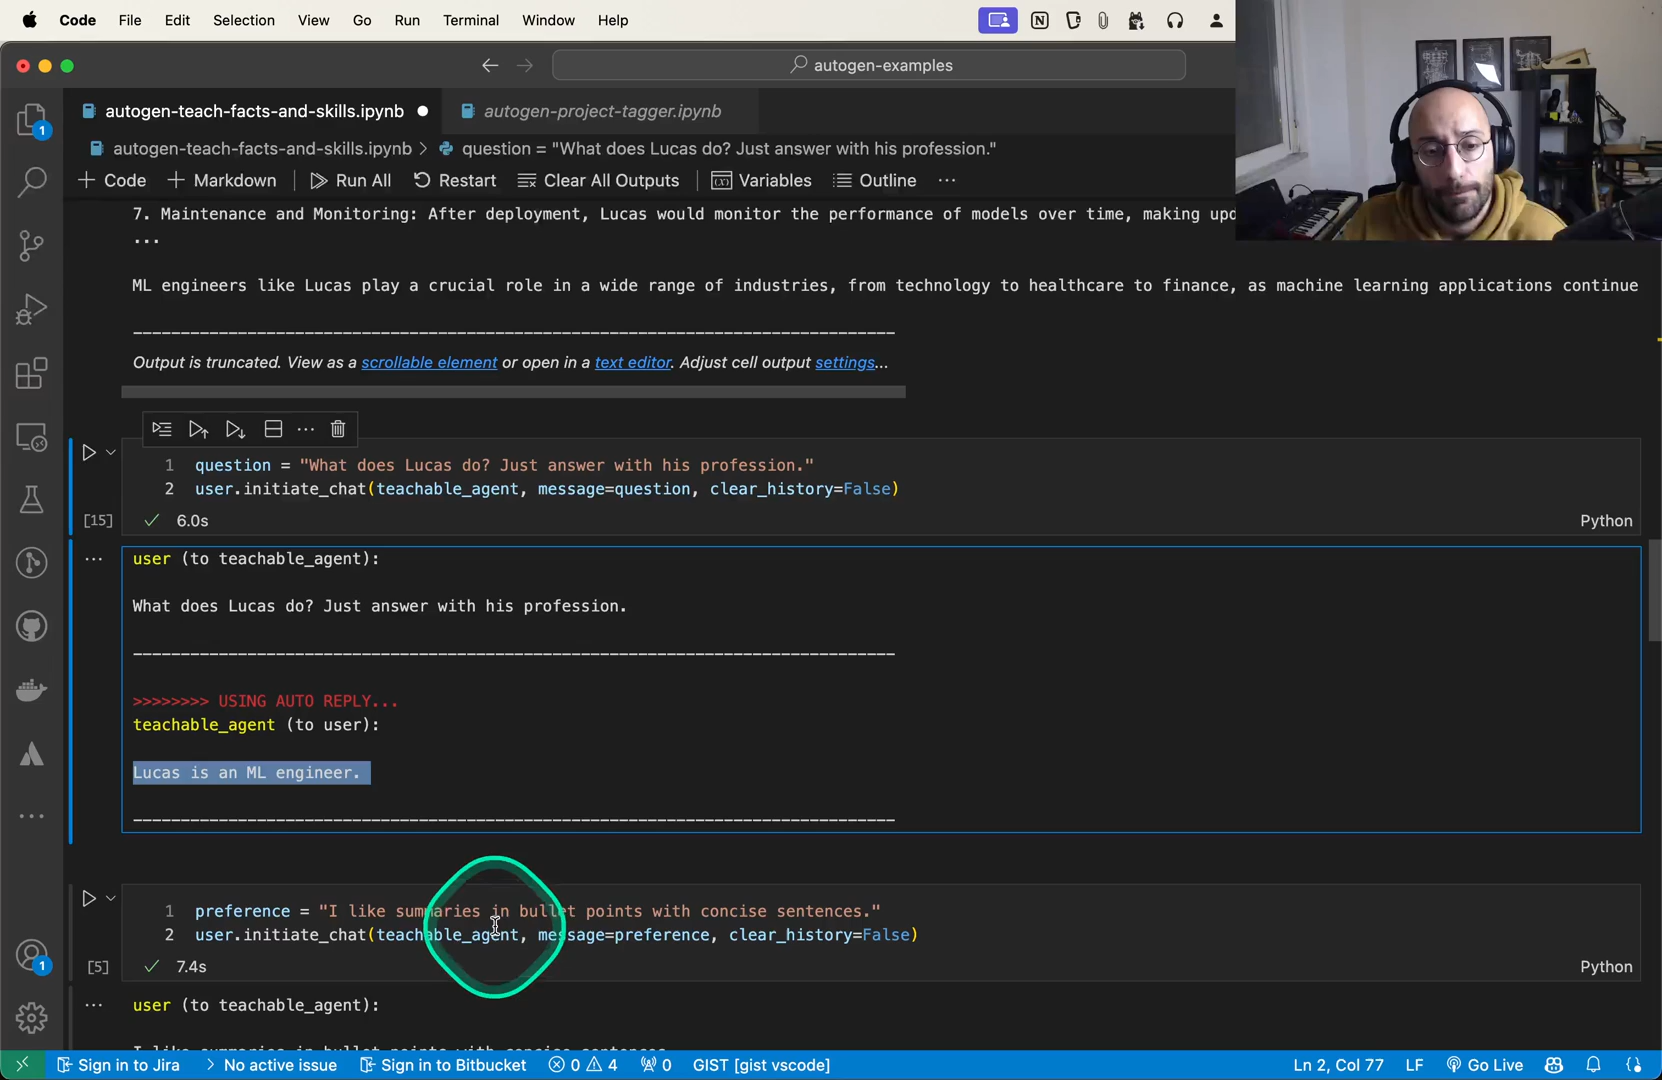 Code File Edit Selection View Go Run Terminal Window Help
autogen-examples
autogen-teach-facts-and-skills.ipynb autogen-project-tagger.ipynb
autogen-teach-facts-and-skills.ipynb > question = "What does Lucas do? Just answer with his profession."
Code Markdown Run All Restart Clear All Outputs Variables Outline ...
7. Maintenance and Monitoring: After deployment, Lucas would monitor the performance of models over time, making upd
...
ML engineers like Lucas play a crucial role in a wide range of industries, from technology to healthcare to finance, as machine learning applications continue
--------------------------------------------------------------------------------
Output is truncated. View as a scrollable element or open in a text editor. Adjust cell output settings...
1 question = "What does Lucas do? Just answer with his profession."
2 user.initiate_chat(teachable_agent, message=question, clear_history=False)
[15] 6.0s Python
user (to teachable_agent):
What does Lucas do? Just answer with his profession.
--------------------------------------------------------------------------------
>>>>>>>> USING AUTO REPLY...
teachable_agent (to user):
Lucas is an ML engineer.
--------------------------------------------------------------------------------
1 preference = "I like summaries in bullet points with concise sentences."
2 user.initiate_chat(teachable_agent, message=preference, clear_history=False)
[5] 7.4s Python
user (to teachable_agent):
I like summaries in bullet points with concise sentences.
Sign in to Jira No active issue Sign in to Bitbucket 0 4 0 GIST [gist vscode] Ln 2, Col 77 LF Go Live